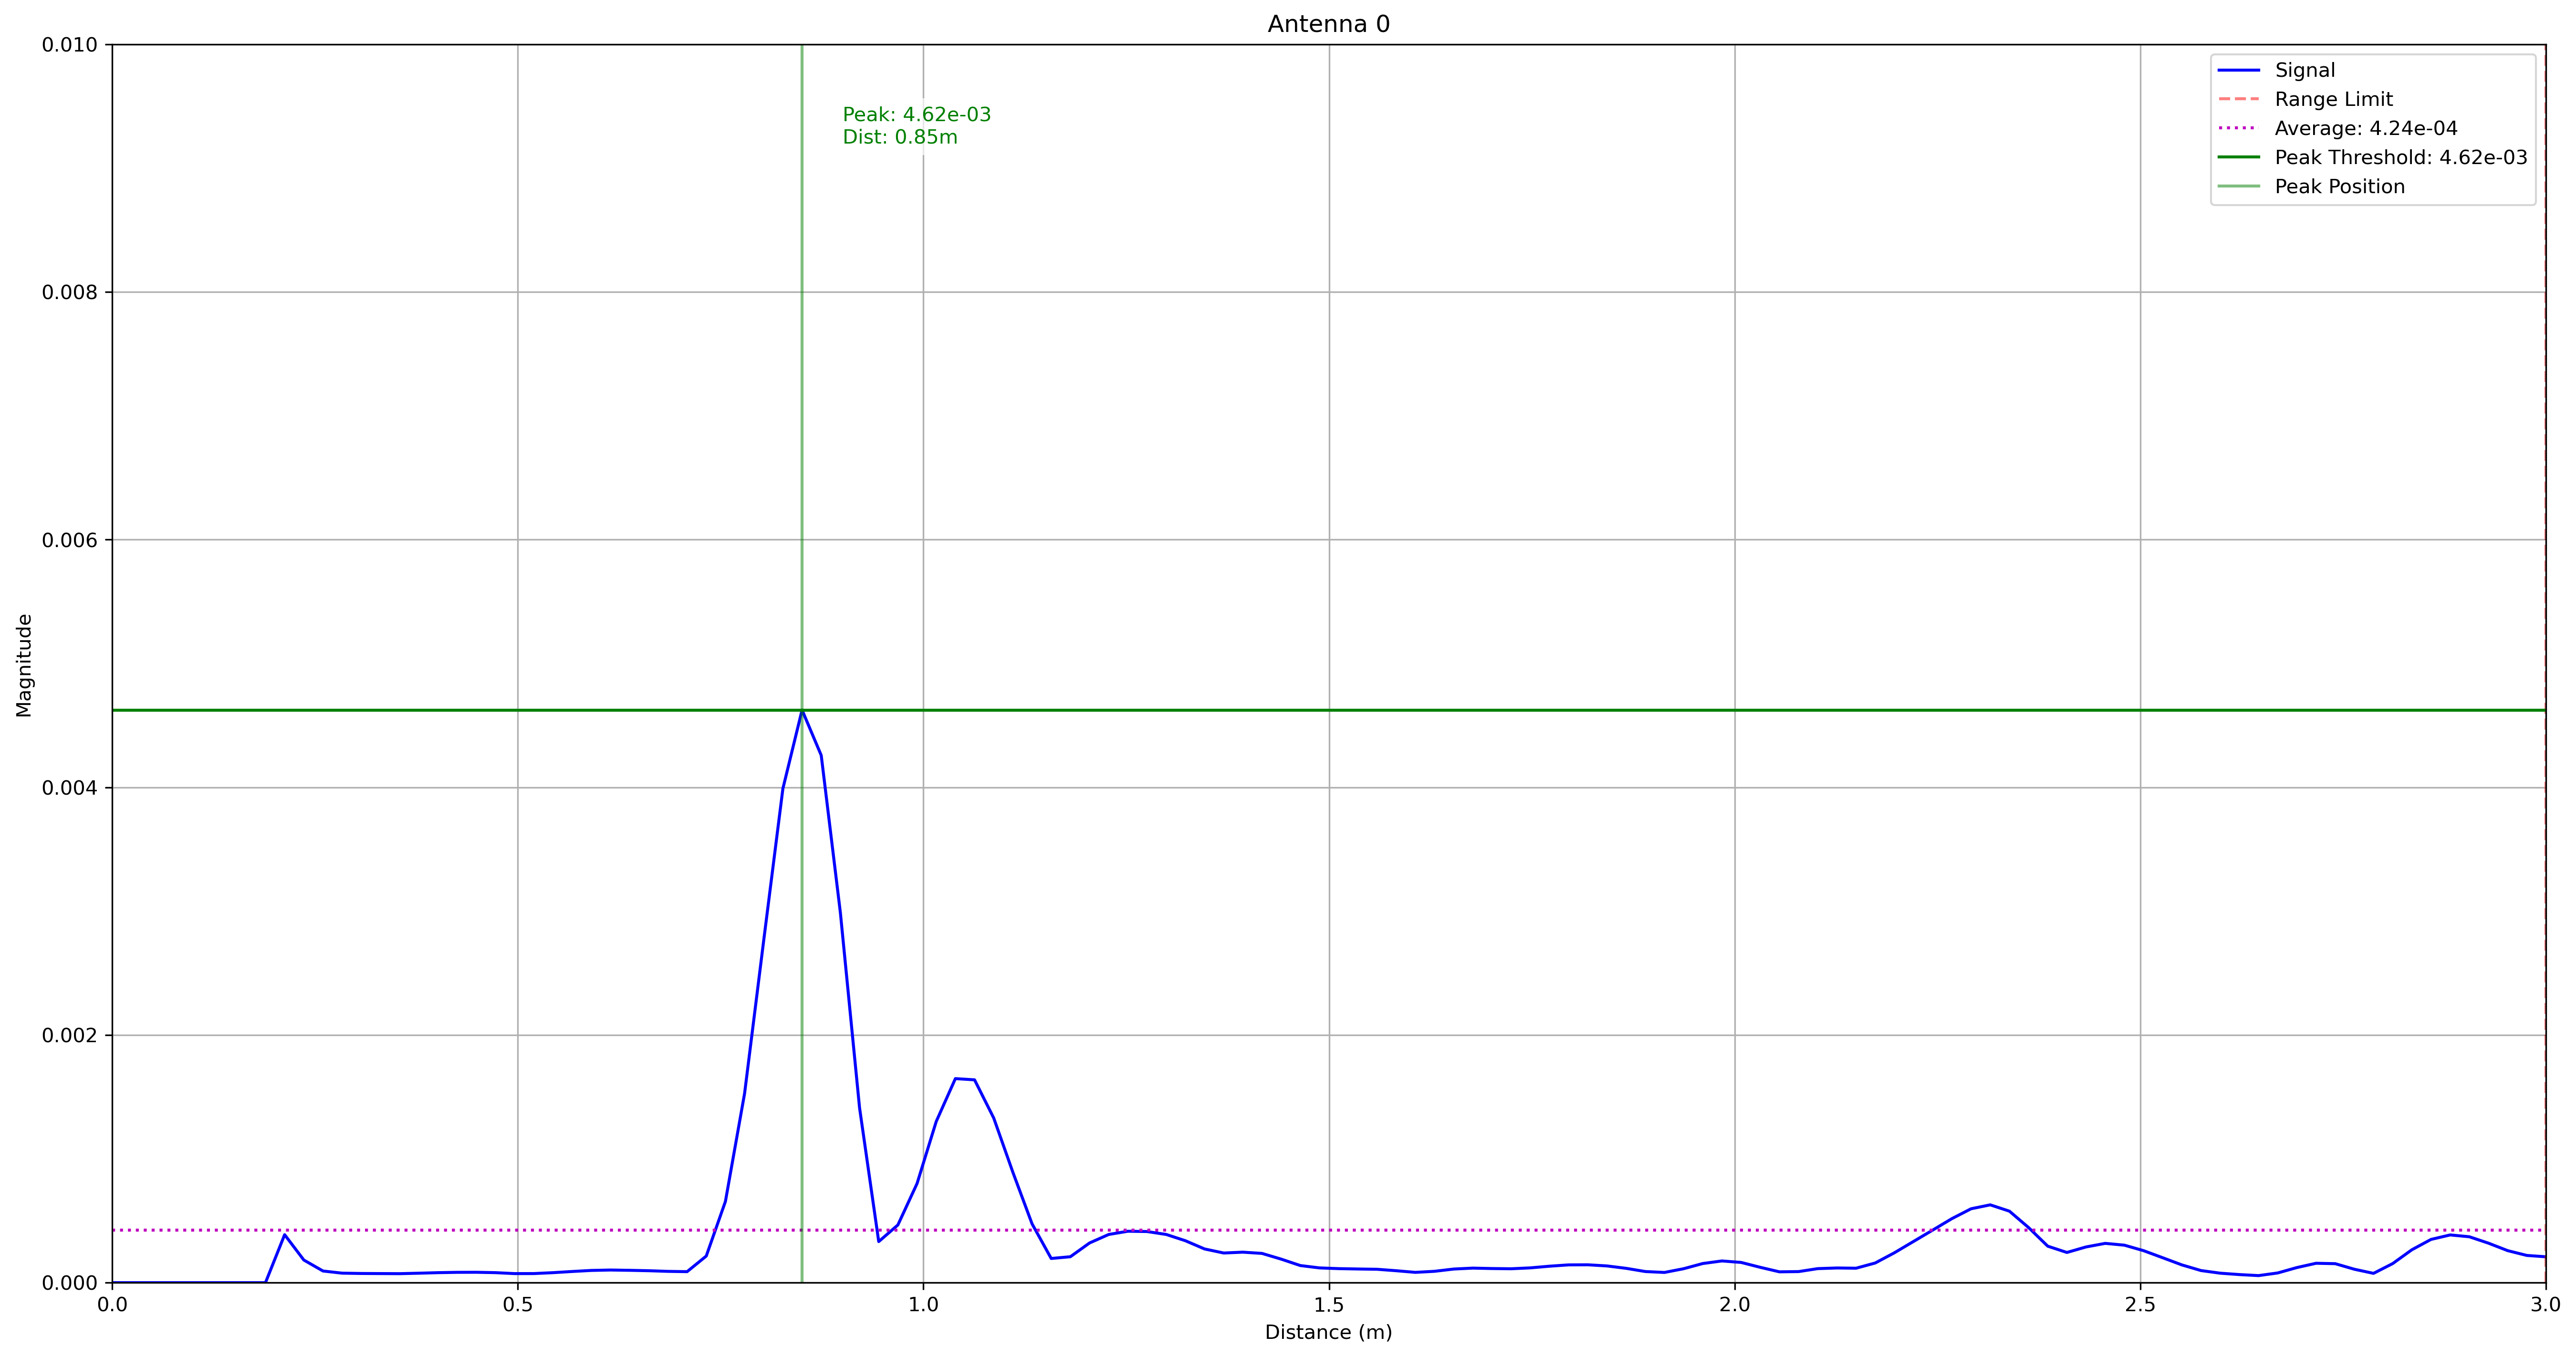 Antenna 0
0.010
0.008
0.006
0.004
0.002
0.000
Magnitude
Peak: 4.62e-03
Dist: 0.85m
Signal
Range Limit
Average: 4.24e-04
Peak Threshold: 4.62e-03
Peak Position
0.0 0.5 1.0 1.5 2.0 2.5 3.0
Distance (m)